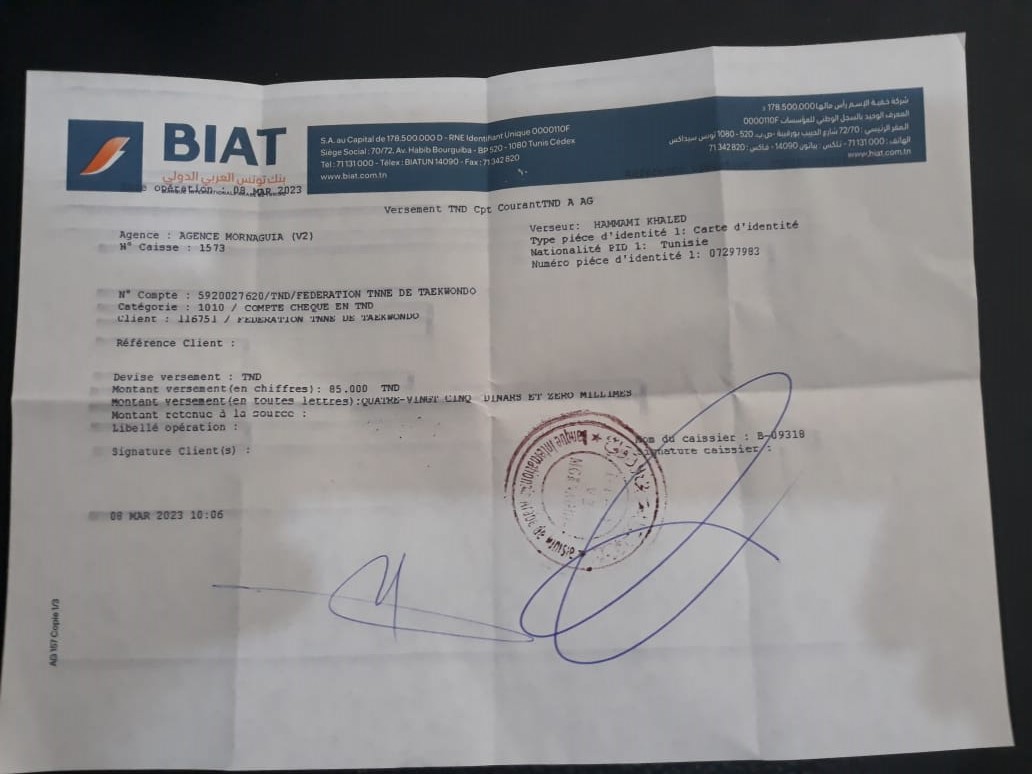 BIAT
بنك تونس العربي الدولي
S.A. au Capital de 178.500.000 D - RNE Identifiant Unique 0000110F
Siège Social : 70/72, Av. Habib Bourguiba - BP 520 - 1080 Tunis Cédex
Tél : 71 131 000 - Télex : BIATUN 14090 - Fax : 71 342 820
www.biat.com.tn
شركة خفية الإسم رأس مالها 178.500.000 د
المعرف الوحيد بالسجل الوطني للمؤسسات 0000110F
المقر الرئيسي : 70/72 شارع الحبيب بورقيبة - ص.ب. 520 - 1080 تونس سيداكس
الهاتف : 71 131 000 - تلكس : بياتون 14090 - فاكس : 71 342 820
www.biat.com.tn
opération : 08 MAR 2023
Versement TND Cpt CourantTND A AG
Agence : AGENCE MORNAGUIA (V2)
N° Caisse : 1573
Verseur: HAMMAMI KHALED
Type piéce d'identité 1: Carte d'identité
Nationalité PID 1: Tunisie
Numéro piéce d'identité 1: 07297983
N° Compte : 5920027620/TND/FEDERATION TNNE DE TAEKWONDO
Catégorie : 1010 / COMPTE CHEQUE EN TND
Client : 116751 / FEDERATION TNNE DE TAEKWONDO
Référence Client :
Devise versement : TND
Montant versement(en chiffres): 85.000 TND
Montant versement(en toutes lettres):QUATRE-VINGT CINQ DINARS ET ZERO MILLIMES
Montant retenue à la source :
Libellé opération :
Signature Client(s) :
Nom du caissier : B-09318
Signature caissier :
08 MAR 2023 10:06
AG 167 Copie 1/3